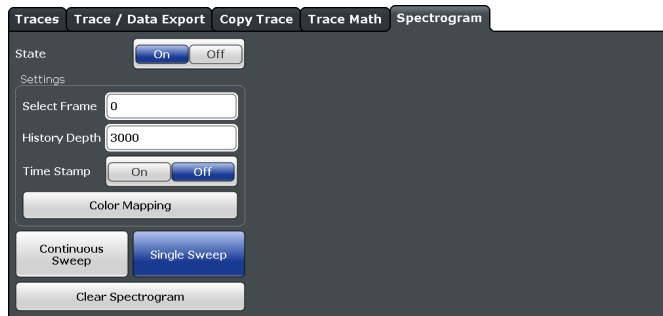 Traces Trace / Data Export Copy Trace Trace Math Spectrogram
State On Off
Settings
Select Frame 0
History Depth 3000
Time Stamp On Off
Color Mapping
Continuous Sweep Single Sweep
Clear Spectrogram